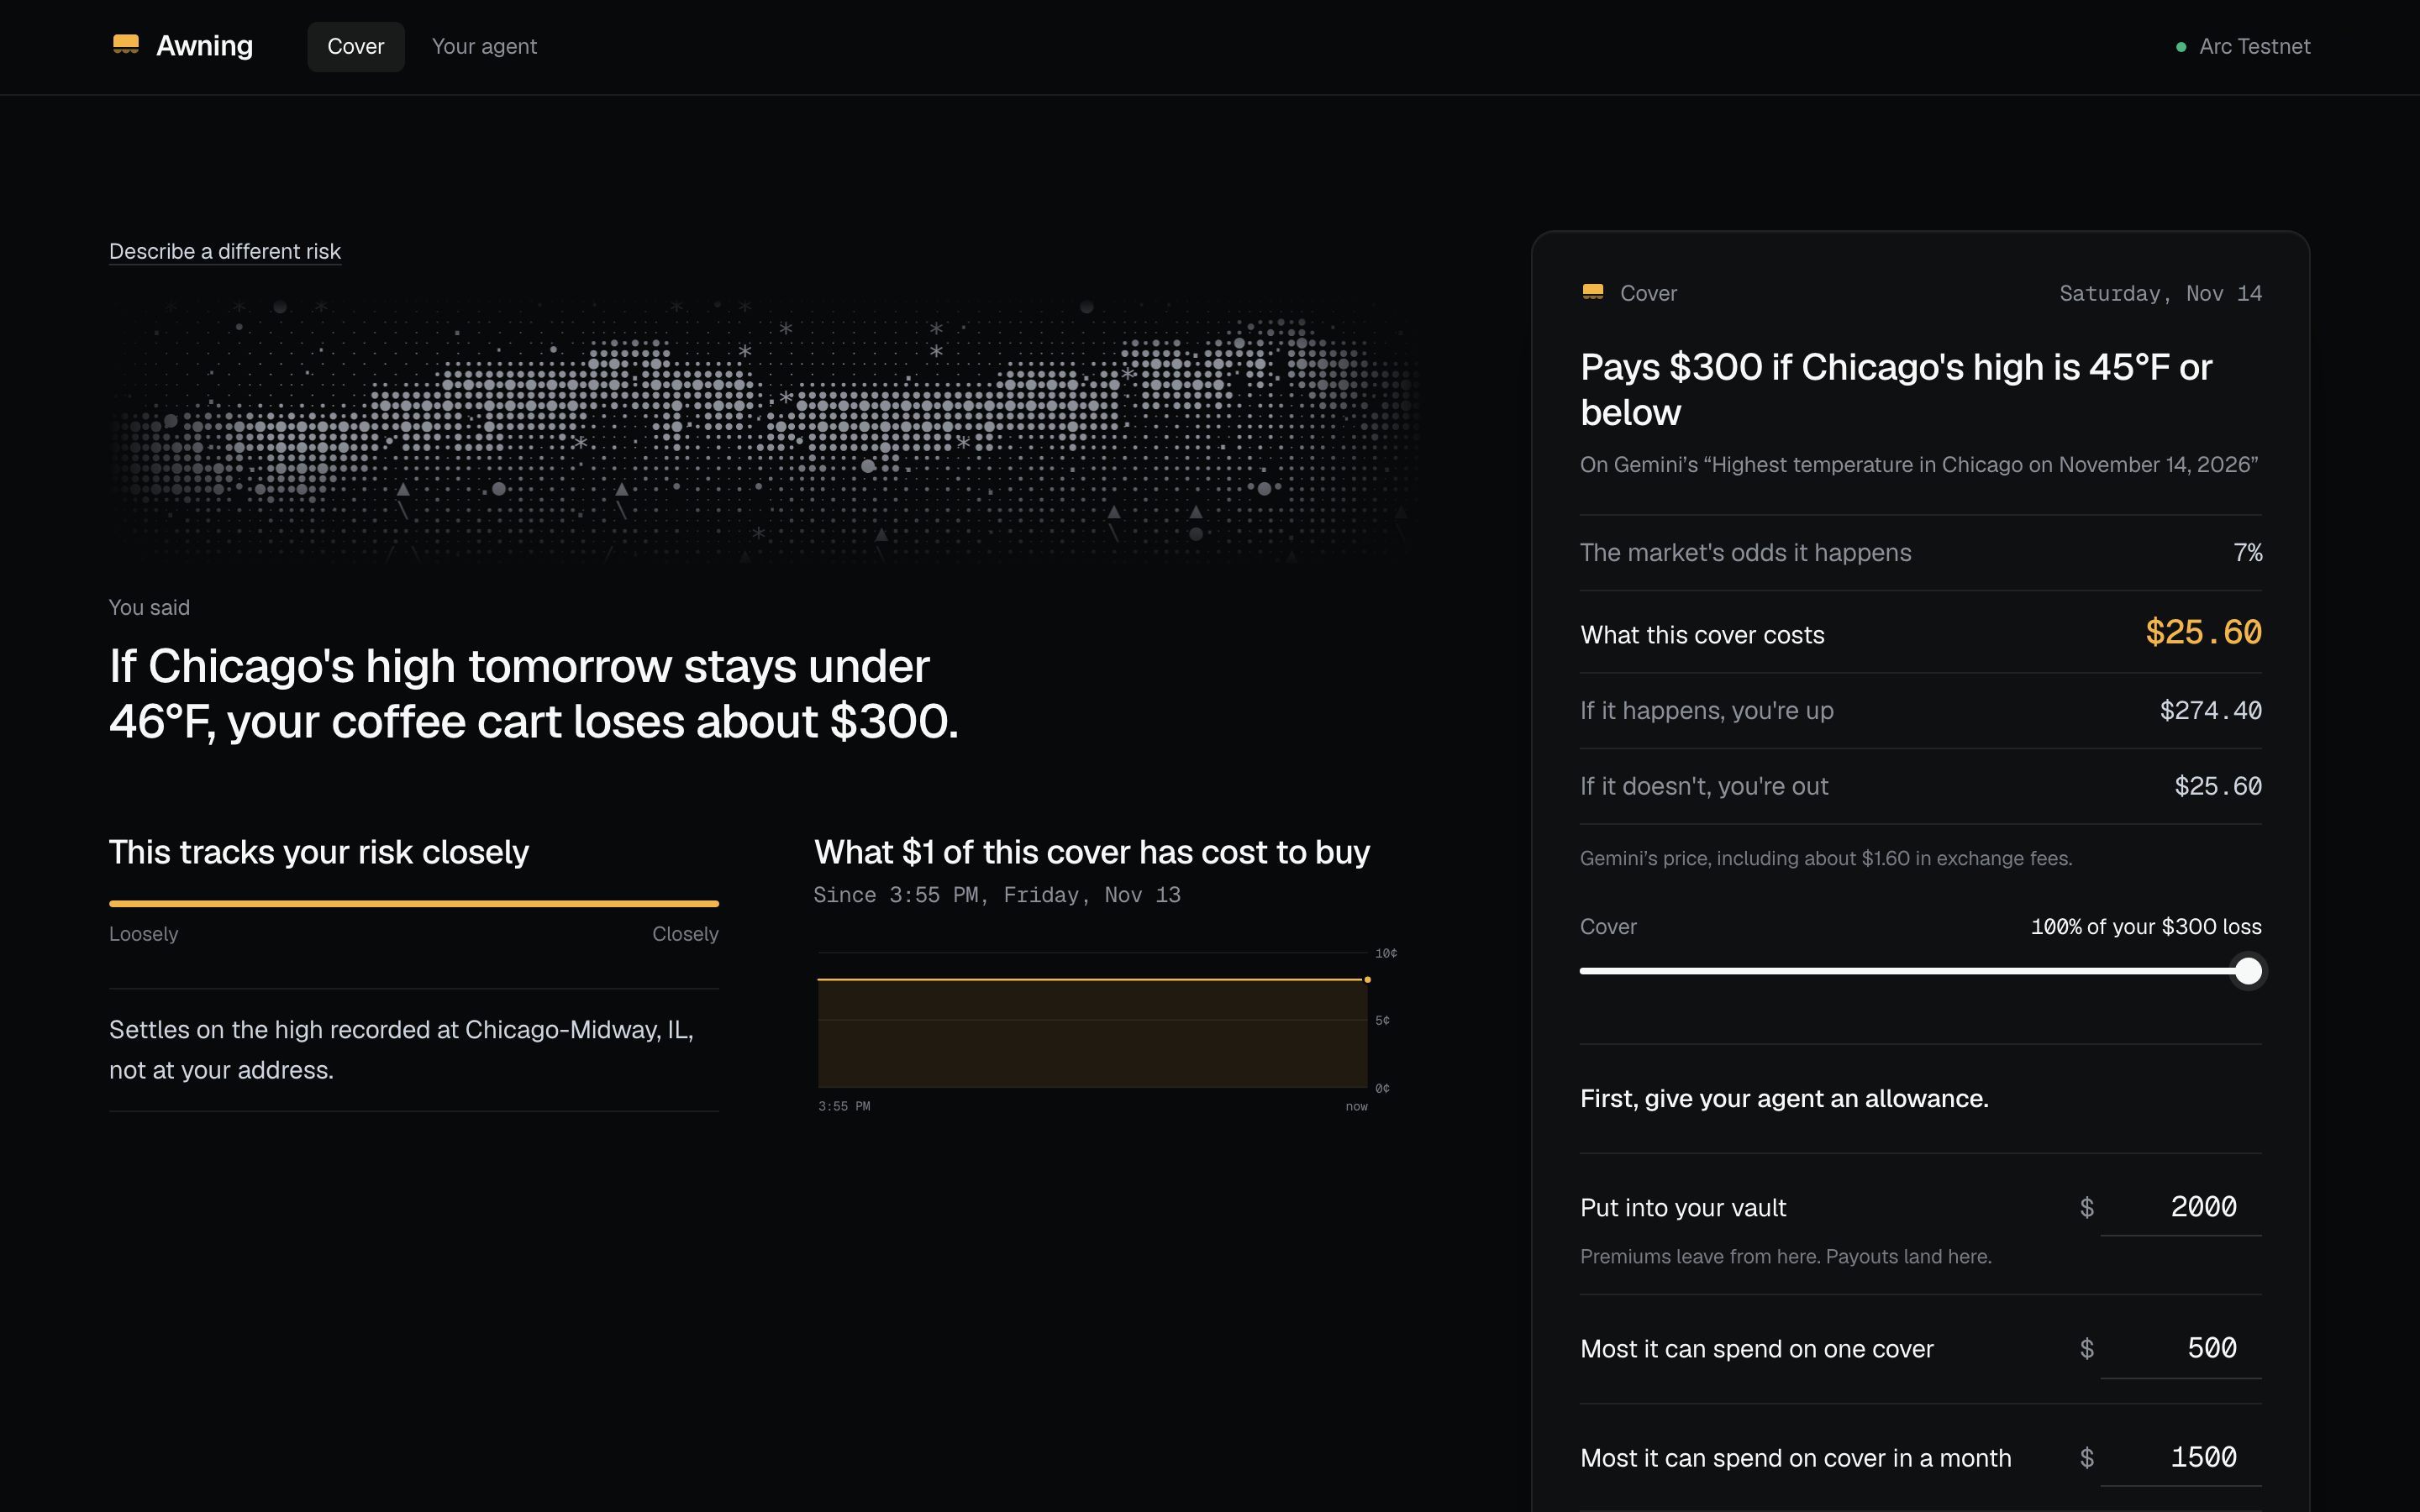 Awning
Cover
Your agent
Arc Testnet
Describe a different risk
You said
If Chicago's high tomorrow stays under
46°F, your coffee cart loses about $300.
This tracks your risk closely
Loosely
Closely
Settles on the high recorded at Chicago-Midway, IL,
not at your address.
What $1 of this cover has cost to buy
Since 3:55 PM, Friday, Nov 13
10¢
5¢
0¢
3:55 PM
now
Cover
Saturday, Nov 14
Pays $300 if Chicago's high is 45°F or
below
On Gemini’s “Highest temperature in Chicago on November 14, 2026”
The market's odds it happens
7%
What this cover costs
$25.60
If it happens, you're up
$274.40
If it doesn't, you're out
$25.60
Gemini’s price, including about $1.60 in exchange fees.
Cover
100% of your $300 loss
First, give your agent an allowance.
Put into your vault
$ 2000
Premiums leave from here. Payouts land here.
Most it can spend on one cover
$ 500
Most it can spend on cover in a month
$ 1500